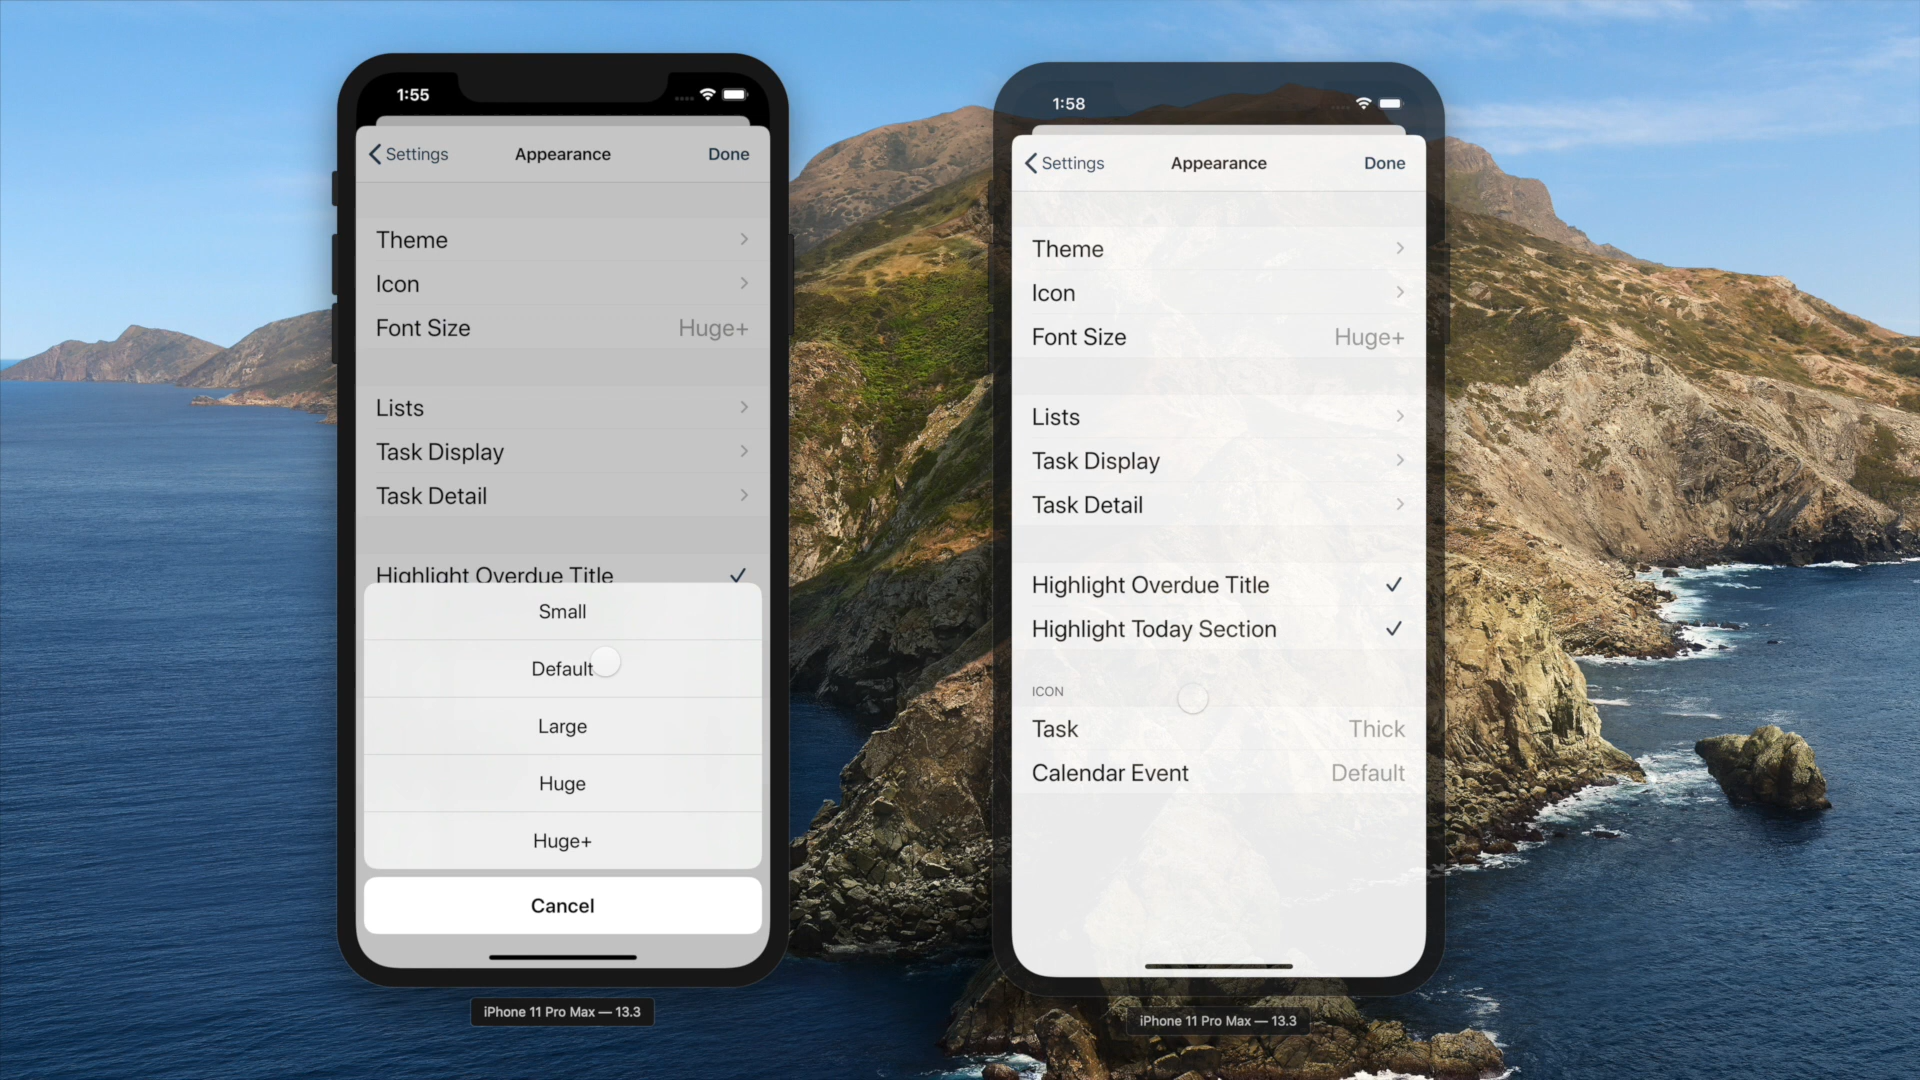 1:55
Settings
Appearance
Done
Theme
Icon
Font Size
Huge+
Lists
Task Display
Task Detail
Highlight Overdue Title
Small
Default
Large
Huge
Huge+
Cancel
iPhone 11 Pro Max — 13.3
1:58
Settings
Appearance
Done
Theme
Icon
Font Size
Huge+
Lists
Task Display
Task Detail
Highlight Overdue Title
Highlight Today Section
ICON
Task
Thick
Calendar Event
Default
iPhone 11 Pro Max — 13.3